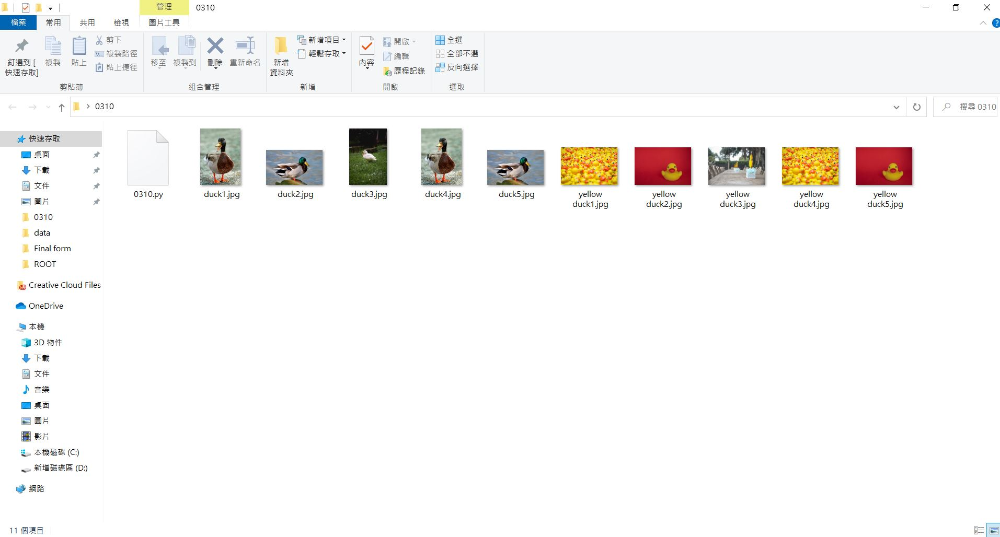 管理
0310
檔案
常用
共用
檢視
圖片工具
釘選到 [
快速存取]
複製
貼上
剪下
複製路徑
貼上捷徑
剪貼簿
移至
複製到
刪除
重新命名
組合管理
新增
資料夾
新增項目
輕鬆存取
新增
內容
開啟
編輯
歷程記錄
開啟
全選
全部不選
反向選擇
選取
0310
搜尋 0310
快速存取
桌面
下載
文件
圖片
0310
data
Final form
ROOT
Creative Cloud Files
OneDrive
本機
3D 物件
下載
文件
音樂
桌面
圖片
影片
本機磁碟 (C:)
新增磁碟區 (D:)
網路
0310.py
duck1.jpg
duck2.jpg
duck3.jpg
duck4.jpg
duck5.jpg
yellow
duck1.jpg
yellow
duck2.jpg
yellow
duck3.jpg
yellow
duck4.jpg
yellow
duck5.jpg
11 個項目